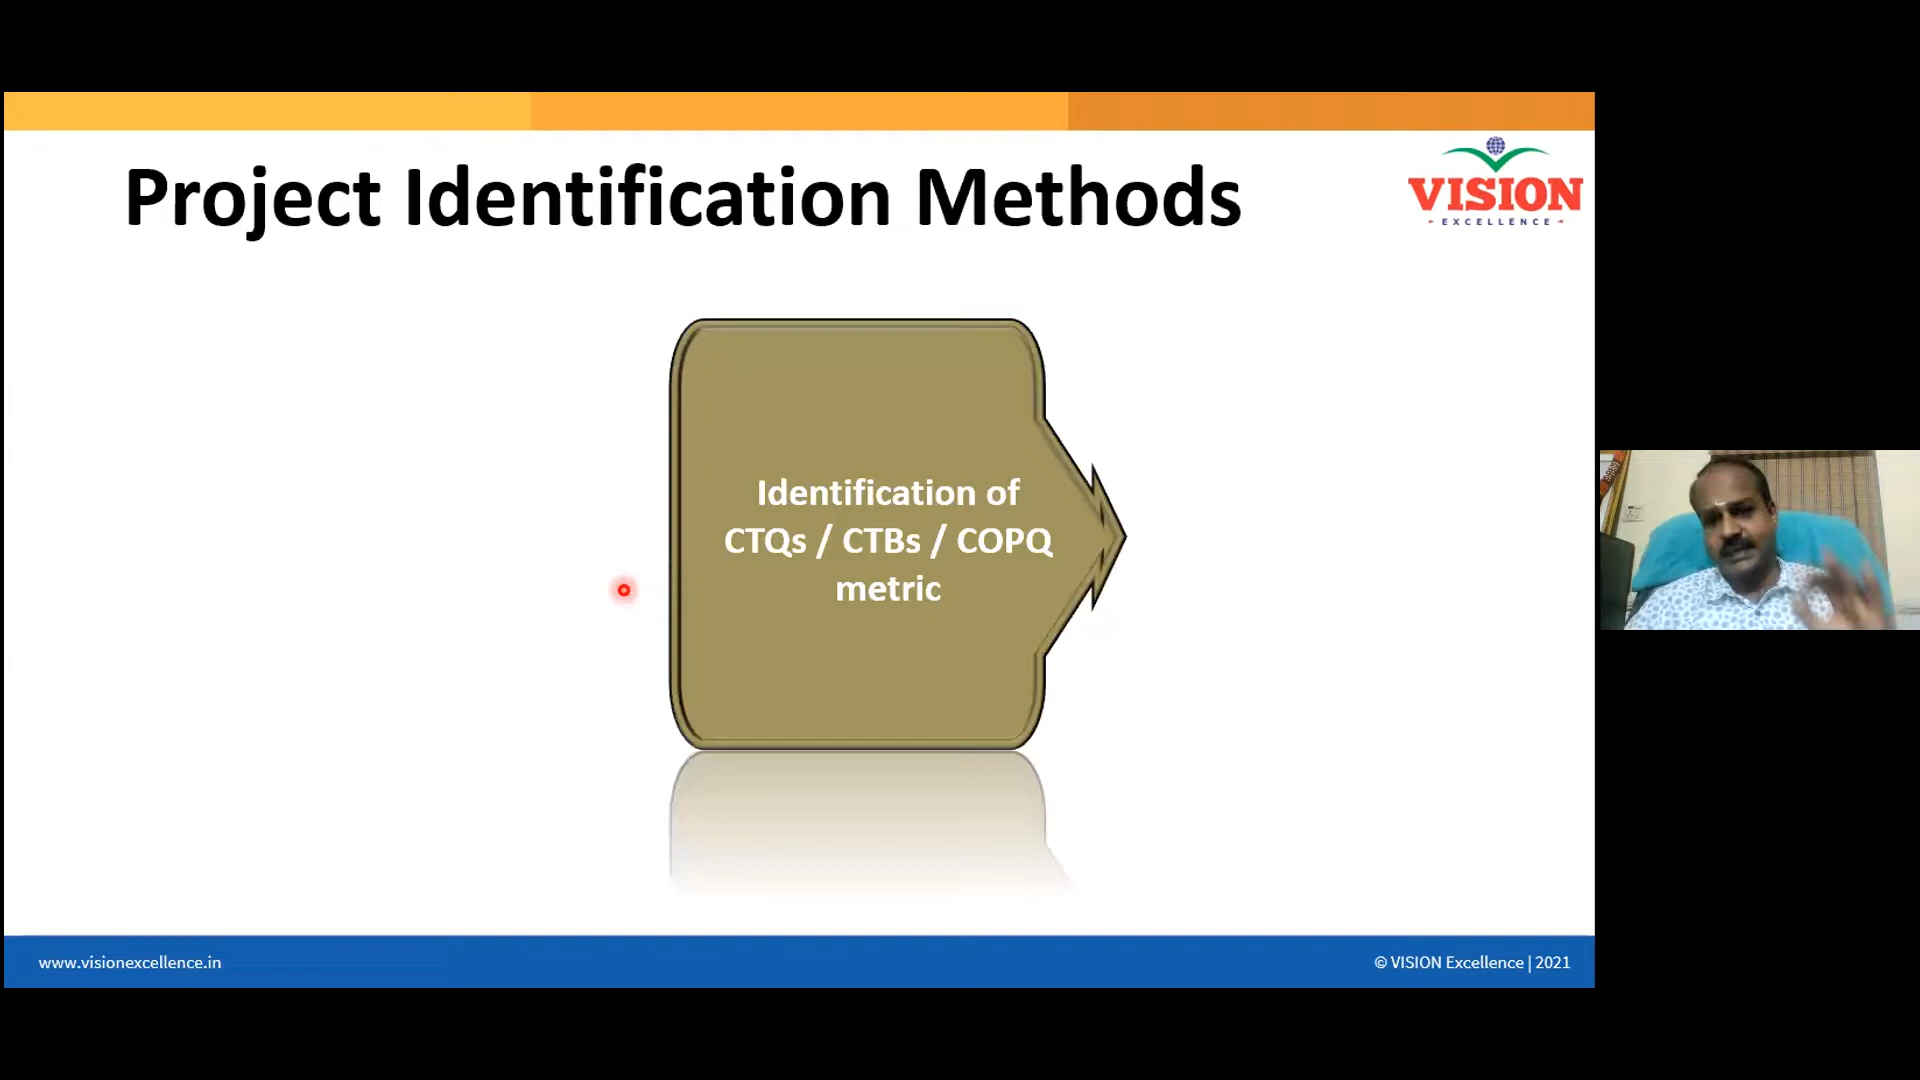 Project Identification Methods
VISION
EXCELLENCE
Identification of
CTQs / CTBs / COPQ
metric
www.visionexcellence.in
© VISION Excellence | 2021